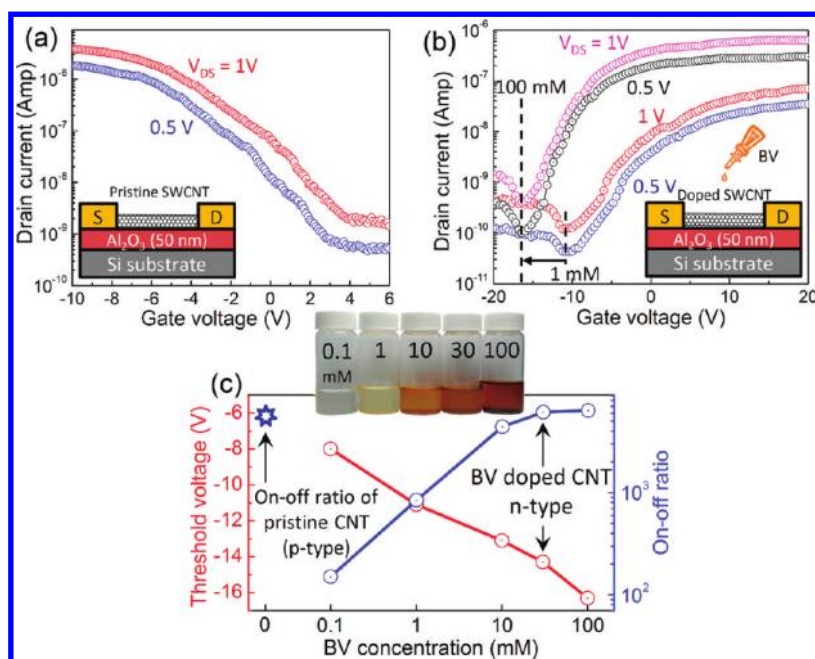 (a)
10⁻⁵
10⁻⁶
10⁻⁷
10⁻⁸
10⁻⁹
10⁻¹⁰
Drain current (Amp)
V_DS = 1V
0.5 V
Pristine SWCNT
S
D
Al₂O₃ (50 nm)
Si substrate
-10 -8 -6 -4 -2 0 2 4 6
Gate voltage (V)
(b)
10⁻⁶
10⁻⁷
10⁻⁸
10⁻⁹
10⁻¹⁰
10⁻¹¹
Drain current (Amp)
V_DS = 1V
100 mM
0.5 V
1 V
BV
0.5 V
Doped SWCNT
S
D
Al₂O₃ (50 nm)
Si substrate
1 mM
-20 -10 0 10 20
Gate voltage (V)
0.1 1 10 30 100
mM
(c)
-6
-8
-10
-12
-14
-16
Threshold voltage (V)
On-off ratio of
pristine CNT
(p-type)
BV doped CNT
n-type
10³
10²
On-off ratio
0 0.1 1 10 100
BV concentration (mM)